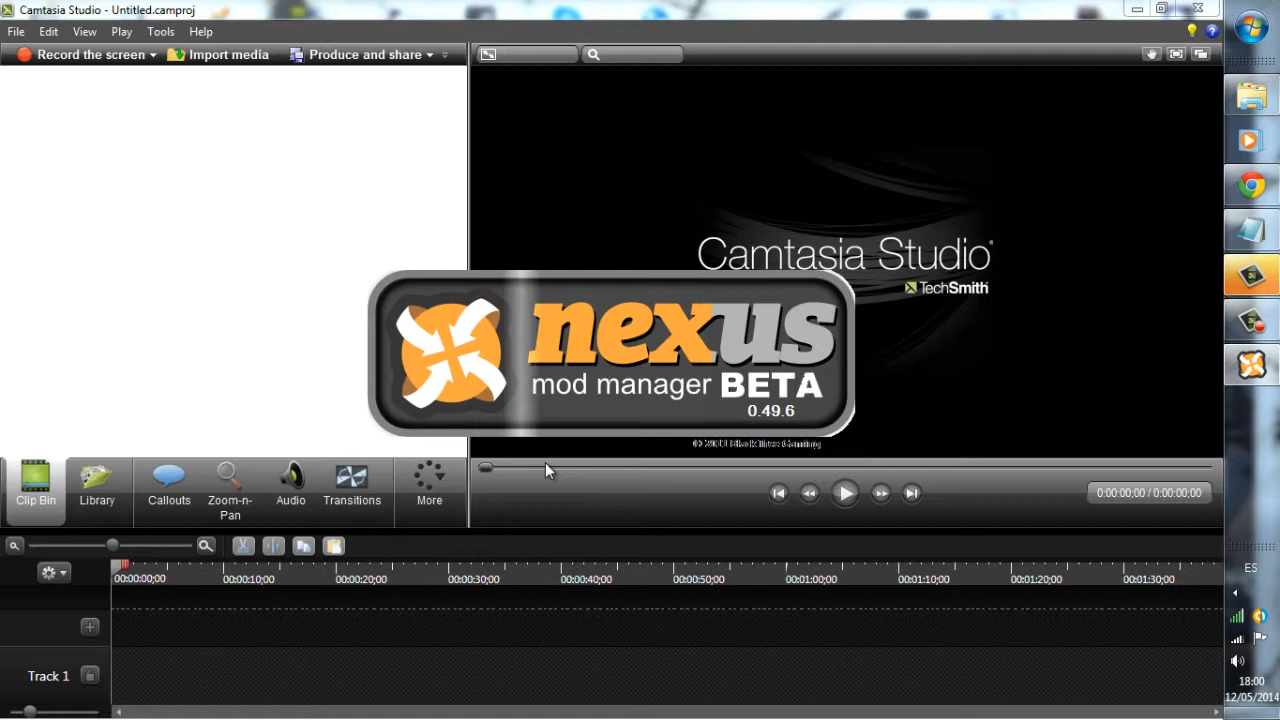 Camtasia Studio - Untitled.camproj
File Edit View Play Tools Help
Record the screen Import media Produce and share
Camtasia Studio®
TechSmith
nexus
mod manager BETA
0.49.6
Clip Bin Library Callouts Zoom-n-Pan Audio Transitions More
0:00:00;00 / 0:00:00;00
00:00:00;00 00:00:10;00 00:00:20;00 00:00:30;00 00:00:40;00 00:00:50;00 00:01:00;00 00:01:10;00 00:01:20;00 00:01:30;00
Track 1
ES
18:00
12/05/2014